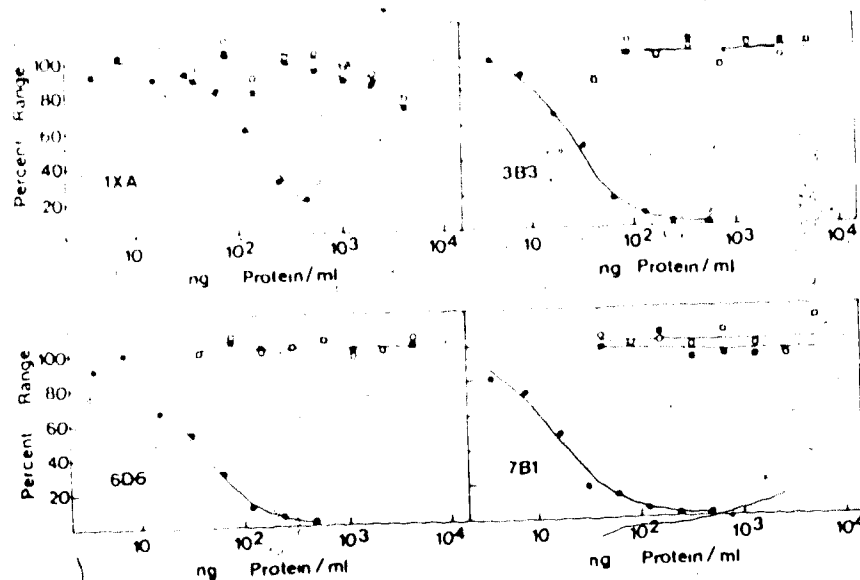 Percent Range
100
80
60
40
20
1XA
10
10²
10³
10⁴
ng Protein / ml
3B3
10
10²
10³
10⁴
ng Protein / ml
Percent Range
100
80
60
40
20
6D6
10
10²
10³
10⁴
ng Protein / ml
7B1
10
10²
10³
10⁴
ng Protein / ml